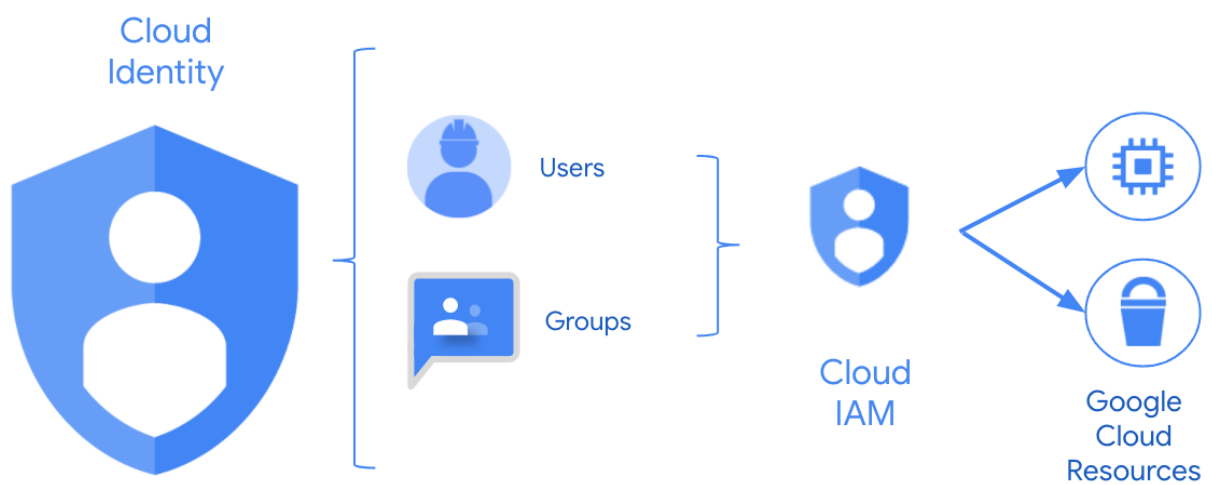 Cloud
Identity
Users
Groups
Cloud
IAM
Google
Cloud
Resources